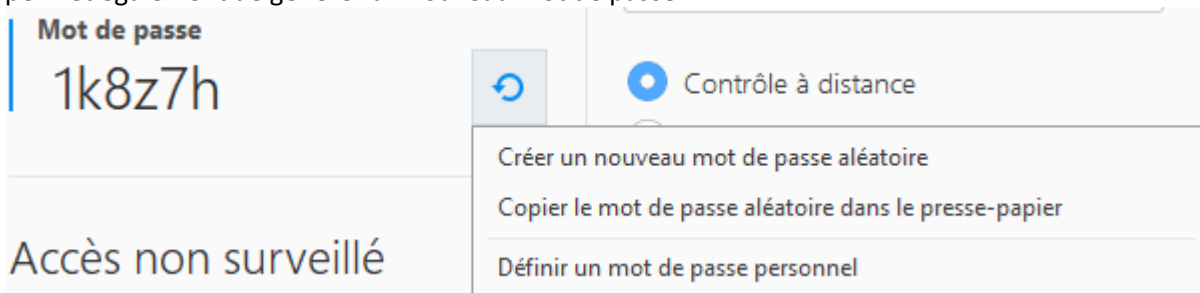 Mot de passe
1k8z7h
Contrôle à distance
Créer un nouveau mot de passe aléatoire
Copier le mot de passe aléatoire dans le presse-papier
Accès non surveillé
Définir un mot de passe personnel